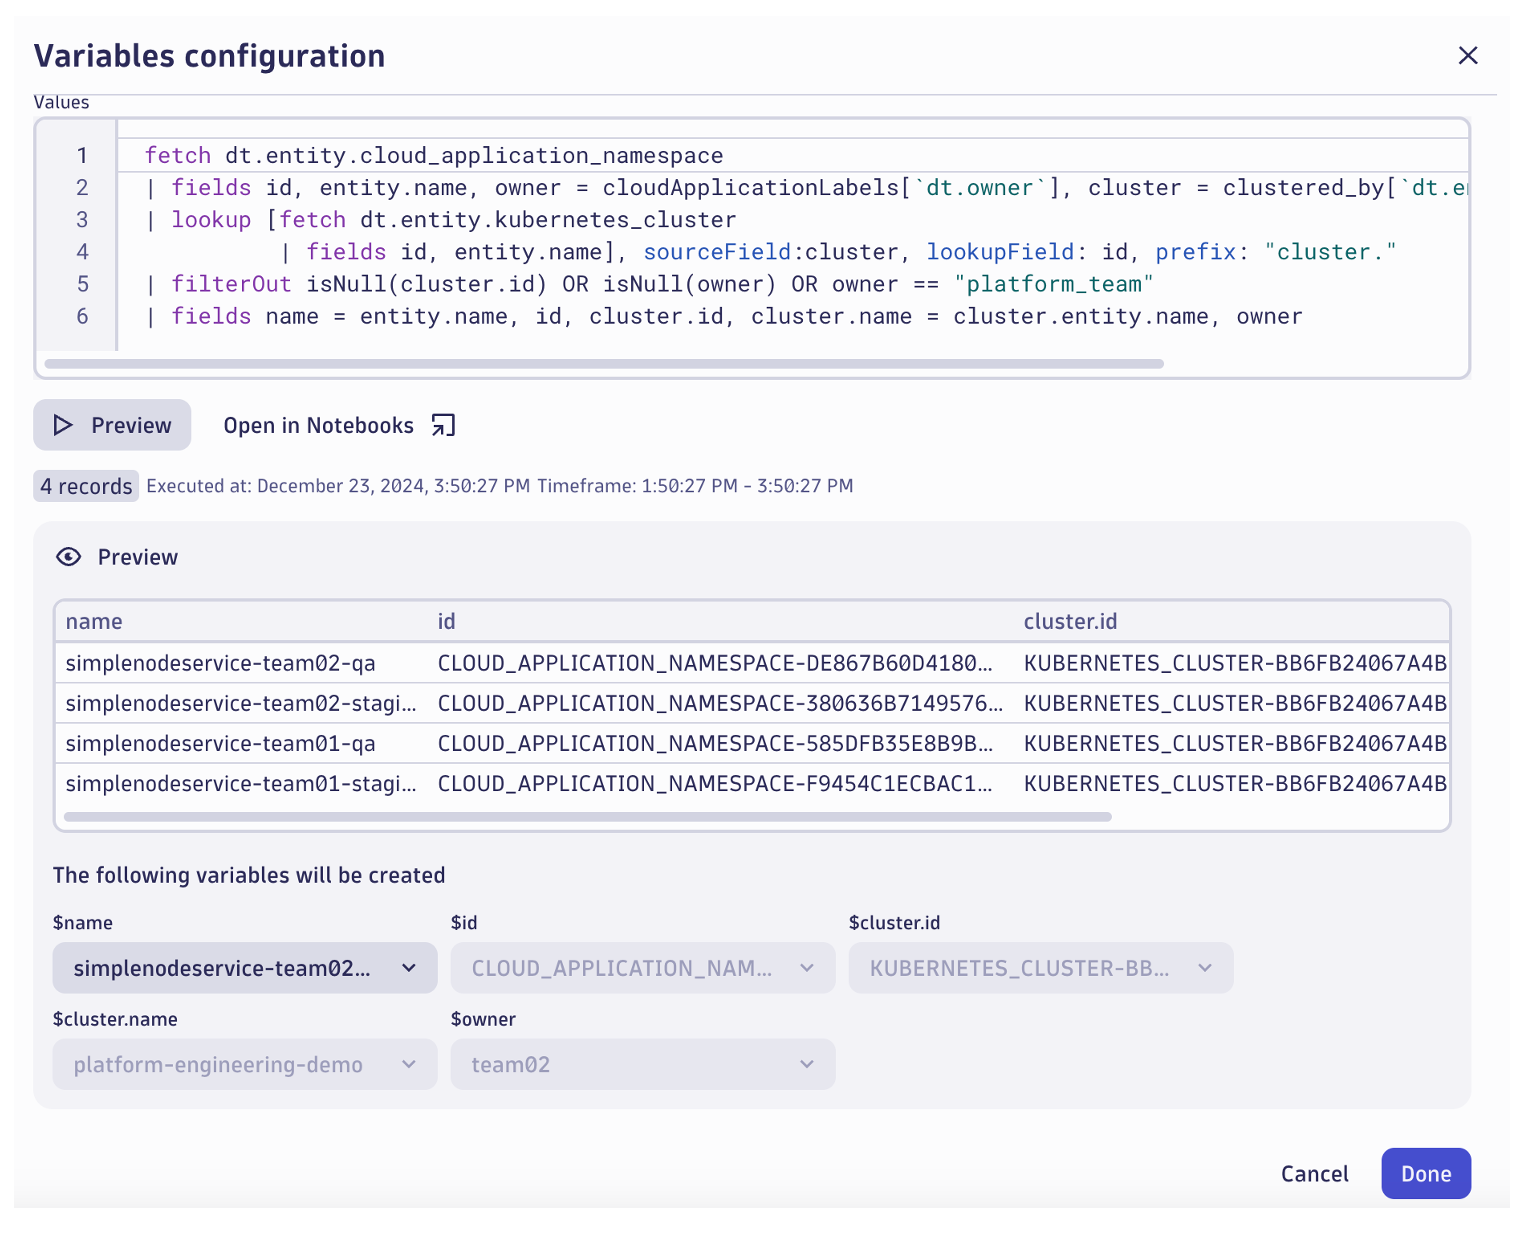 Variables configuration
Values
1 fetch dt.entity.cloud_application_namespace
2 | fields id, entity.name, owner = cloudApplicationLabels[`dt.owner`], cluster = clustered_by[`dt.e
3 | lookup [fetch dt.entity.kubernetes_cluster
4 | fields id, entity.name], sourceField:cluster, lookupField: id, prefix: "cluster."
5 | filterOut isNull(cluster.id) OR isNull(owner) OR owner == "platform_team"
6 | fields name = entity.name, id, cluster.id, cluster.name = cluster.entity.name, owner
Preview Open in Notebooks
4 records Executed at: December 23, 2024, 3:50:27 PM Timeframe: 1:50:27 PM - 3:50:27 PM
Preview
name id cluster.id
simplenodeservice-team02-qa CLOUD_APPLICATION_NAMESPACE-DE867B60D4180... KUBERNETES_CLUSTER-BB6FB24067A4B
simplenodeservice-team02-stagi... CLOUD_APPLICATION_NAMESPACE-380636B7149576... KUBERNETES_CLUSTER-BB6FB24067A4B
simplenodeservice-team01-qa CLOUD_APPLICATION_NAMESPACE-585DFB35E8B9B... KUBERNETES_CLUSTER-BB6FB24067A4B
simplenodeservice-team01-stagi... CLOUD_APPLICATION_NAMESPACE-F9454C1ECBAC1... KUBERNETES_CLUSTER-BB6FB24067A4B
The following variables will be created
$name $id $cluster.id
simplenodeservice-team02... CLOUD_APPLICATION_NAM... KUBERNETES_CLUSTER-BB...
$cluster.name $owner
platform-engineering-demo team02
Cancel Done